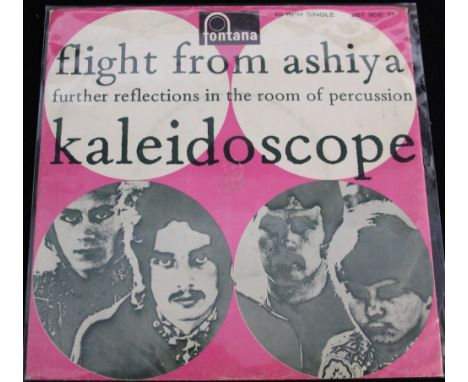 fontana
45 RPM SINGLE
flight from ashiya
further reflections in the room of percussion
kaleidoscope